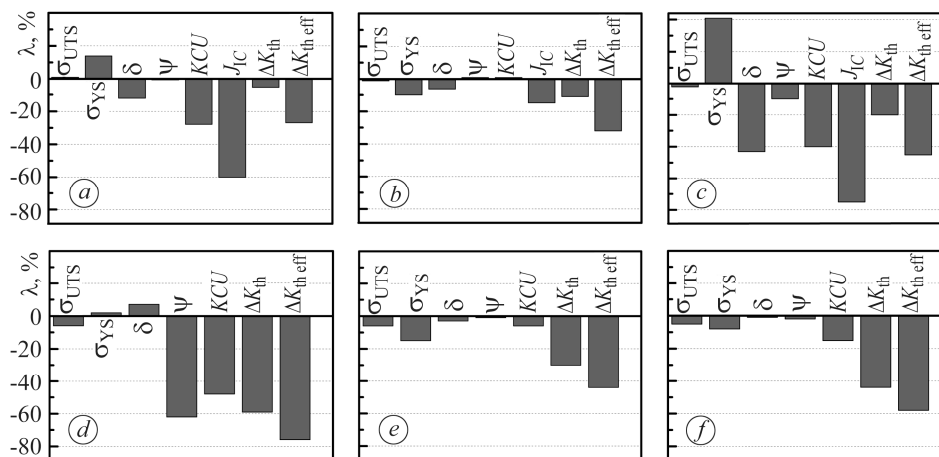 λ, %
σUTS σYS δ ψ KCU JIC ΔKth ΔKth eff
0
-20
-40
-60
-80
a
σUTS σYS δ ψ KCU JIC ΔKth ΔKth eff
b
σUTS σYS δ ψ KCU JIC ΔKth ΔKth eff
c
λ, %
σUTS σYS δ ψ KCU ΔKth ΔKth eff
0
-20
-40
-60
-80
d
σUTS σYS δ ψ KCU ΔKth ΔKth eff
e
σUTS σYS δ ψ KCU ΔKth ΔKth eff
f